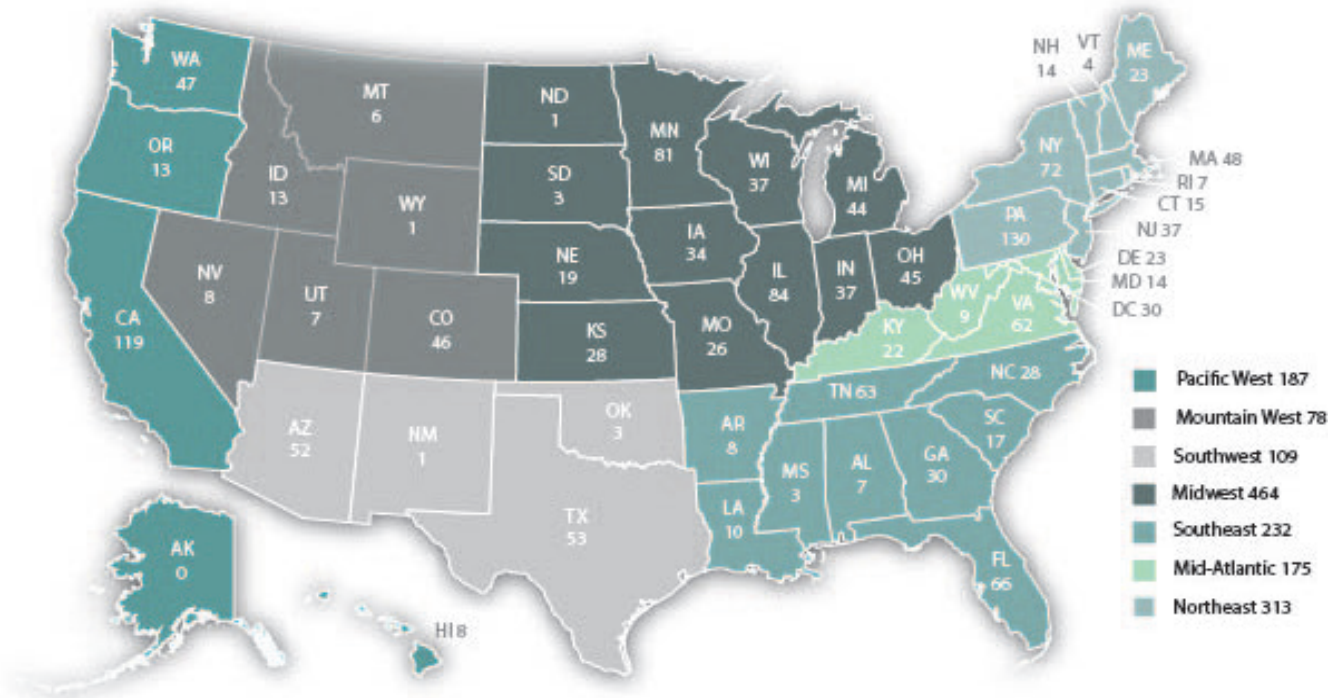 WA
47
OR
13
CA
119
AK
0
HI 8
MT
6
ID
13
WY
1
NV
8
UT
7
CO
46
AZ
52
NM
1
OK
3
TX
53
ND
1
SD
3
NE
19
KS
28
MN
81
IA
34
MO
26
WI
37
IL
84
MI
44
IN
37
OH
45
KY
22
WV
9
VA
62
TN 63
NC 28
SC
17
AR
8
LA
10
MS
3
AL
7
GA
30
FL
66
NY
72
PA
130
NH
14
VT
4
ME
23
MA 48
RI 7
CT 15
NJ 37
DE 23
MD 14
DC 30
Pacific West 187
Mountain West 78
Southwest 109
Midwest 464
Southeast 232
Mid-Atlantic 175
Northeast 313